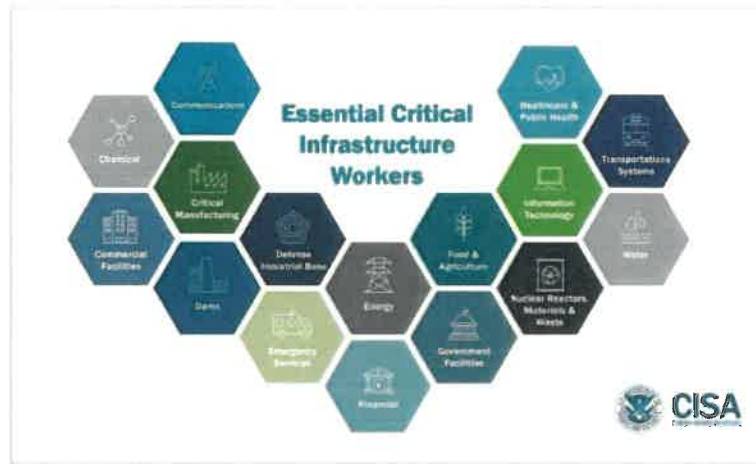 Essential Critical
Infrastructure
Workers
Communications
Healthcare &
Public Health
Chemical
Transportations
Systems
Critical
Manufacturing
Information
Technology
Commercial
Facilities
Defense
Industrial Base
Food &
Agriculture
Water
Dams
Energy
Nuclear Reactors,
Materials &
Waste
Emergency
Services
Government
Facilities
Financial
CISA